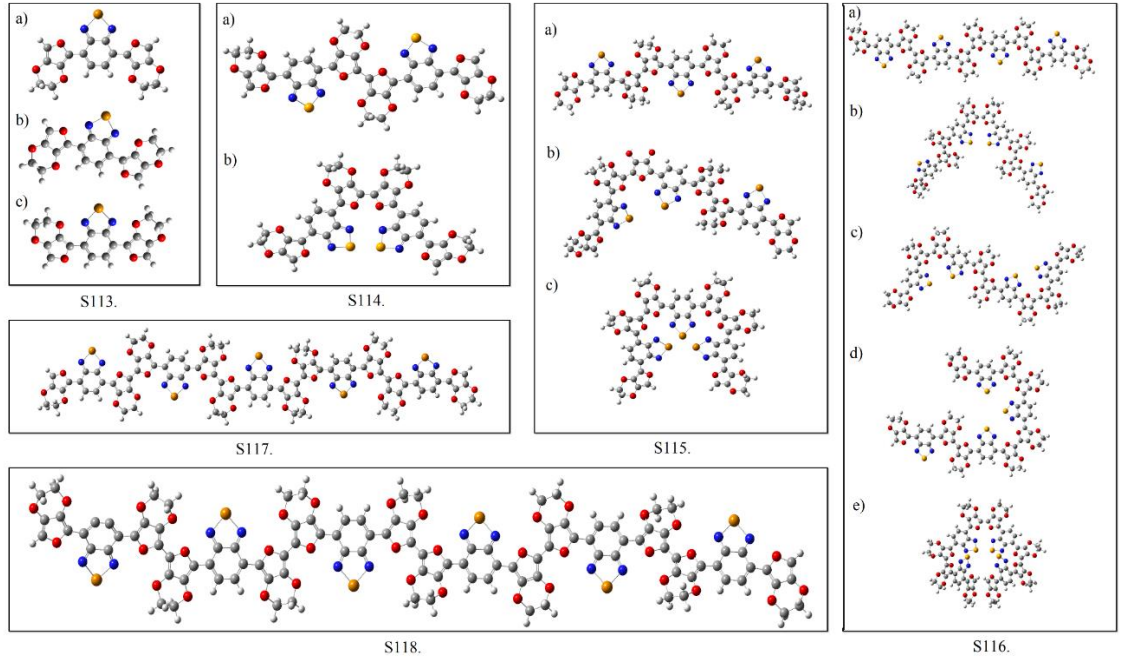 a)
b)
c)
S113.
a)
b)
S114.
a)
b)
c)
S115.
a)
b)
c)
d)
e)
S116.
S117.
S118.